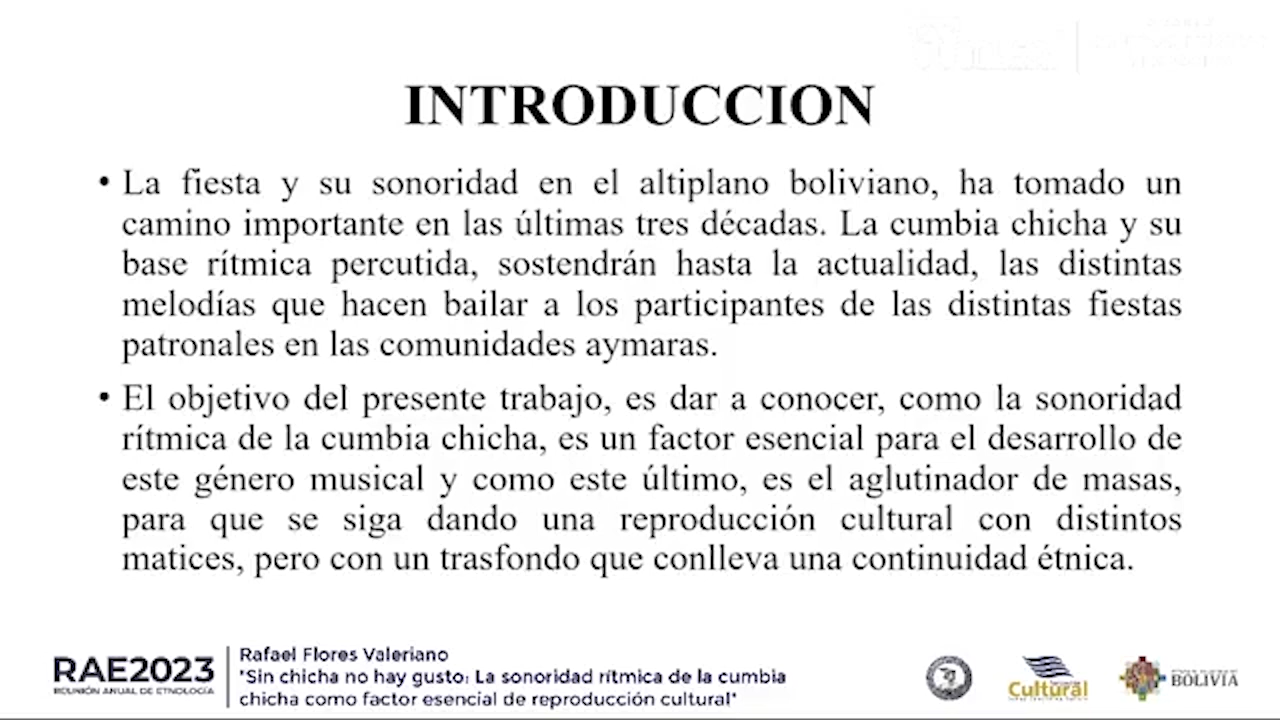 INTRODUCCION
• La fiesta y su sonoridad en el altiplano boliviano, ha tomado un
camino importante en las últimas tres décadas. La cumbia chicha y su
base rítmica percutida, sostendrán hasta la actualidad, las distintas
melodías que hacen bailar a los participantes de las distintas fiestas
patronales en las comunidades aymaras.
• El objetivo del presente trabajo, es dar a conocer, como la sonoridad
rítmica de la cumbia chicha, es un factor esencial para el desarrollo de
este género musical y como este último, es el aglutinador de masas,
para que se siga dando una reproducción cultural con distintos
matices, pero con un trasfondo que conlleva una continuidad étnica.
RAE2023
REUNIÓN ANUAL DE ETNOLOGÍA
Rafael Flores Valeriano
"Sin chicha no hay gusto: La sonoridad rítmica de la cumbia
chicha como factor esencial de reproducción cultural"
Cultural
BOLIVIA